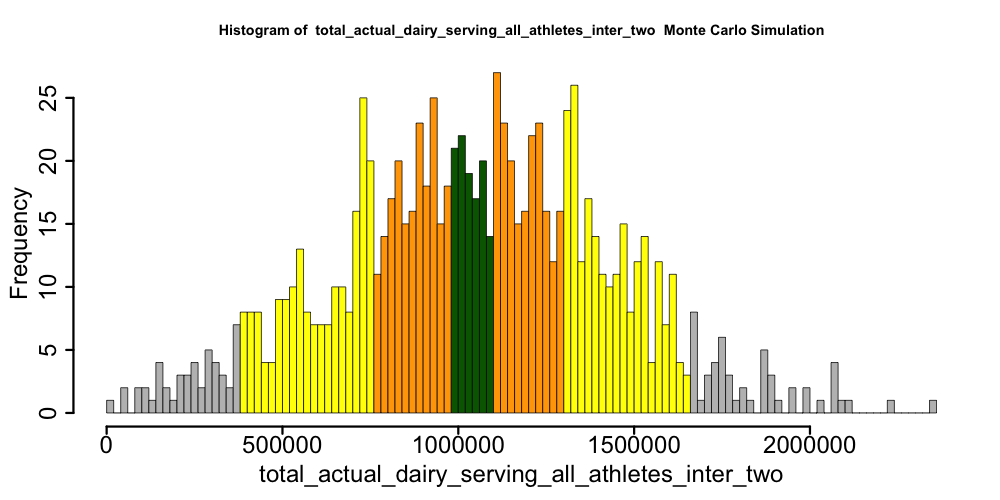 Histogram of total_actual_dairy_serving_all_athletes_inter_two Monte Carlo Simulation
Frequency
25
20
15
10
5
0
0 500000 1000000 1500000 2000000
total_actual_dairy_serving_all_athletes_inter_two